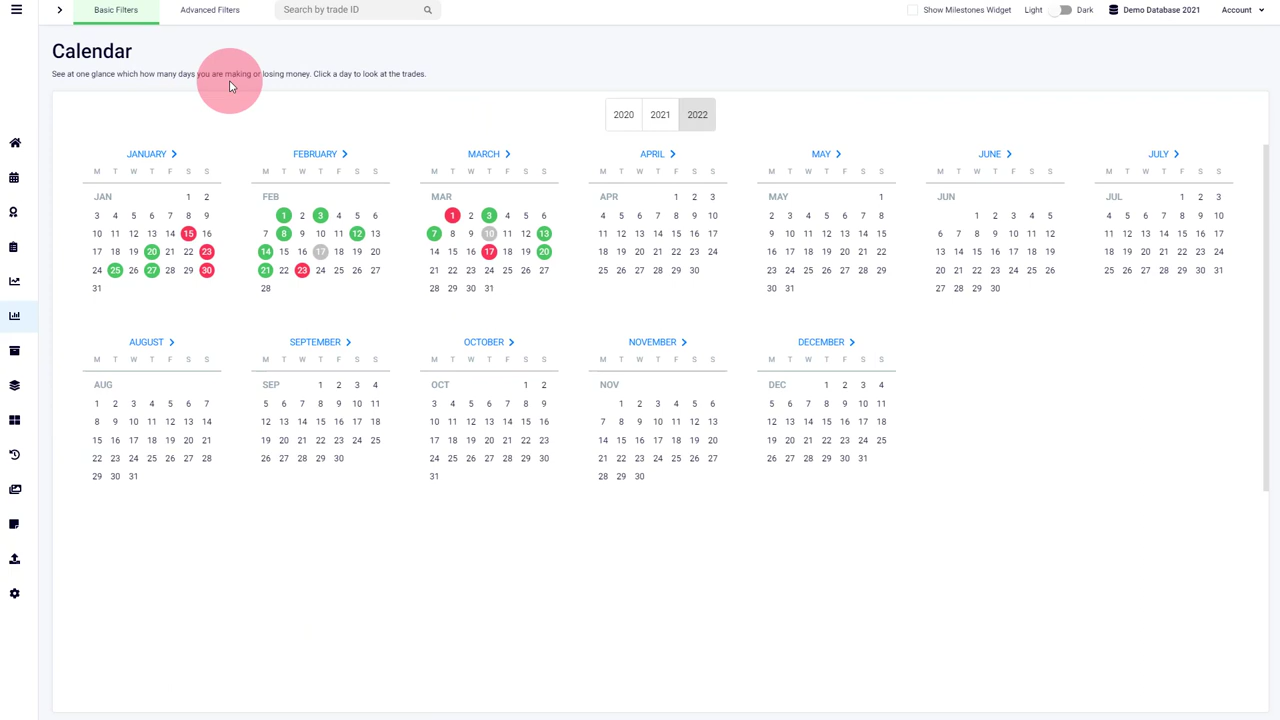 Basic Filters Advanced Filters Search by trade ID Show Milestones Widget Light Dark Demo Database 2021 Account
Calendar
See at one glance which how many days you are making or losing money. Click a day to look at the trades.
2020 2021 2022
JANUARY FEBRUARY MARCH APRIL MAY JUNE JULY
M T W T F S S M T W T F S S M T W T F S S M T W T F S S M T W T F S S M T W T F S S M T W T F S S
JAN 1 2 FEB MAR APR 1 2 3 MAY 1 JUN JUL 1 2 3
3 4 5 6 7 8 9 1 2 3 4 5 6 1 2 3 4 5 6 4 5 6 7 8 9 10 2 3 4 5 6 7 8 1 2 3 4 5 4 5 6 7 8 9 10
10 11 12 13 14 15 16 7 8 9 10 11 12 13 7 8 9 10 11 12 13 11 12 13 14 15 16 17 9 10 11 12 13 14 15 6 7 8 9 10 11 12 11 12 13 14 15 16 17
17 18 19 20 21 22 23 14 15 16 17 18 19 20 14 15 16 17 18 19 20 18 19 20 21 22 23 24 16 17 18 19 20 21 22 13 14 15 16 17 18 19 18 19 20 21 22 23 24
24 25 26 27 28 29 30 21 22 23 24 25 26 27 21 22 23 24 25 26 27 25 26 27 28 29 30 23 24 25 26 27 28 29 20 21 22 23 24 25 26 25 26 27 28 29 30 31
31 28 28 29 30 31 30 31 27 28 29 30
AUGUST SEPTEMBER OCTOBER NOVEMBER DECEMBER
M T W T F S S M T W T F S S M T W T F S S M T W T F S S M T W T F S S
AUG SEP 1 2 3 4 OCT 1 2 NOV DEC 1 2 3 4
1 2 3 4 5 6 7 5 6 7 8 9 10 11 3 4 5 6 7 8 9 1 2 3 4 5 6 5 6 7 8 9 10 11
8 9 10 11 12 13 14 12 13 14 15 16 17 18 10 11 12 13 14 15 16 7 8 9 10 11 12 13 12 13 14 15 16 17 18
15 16 17 18 19 20 21 19 20 21 22 23 24 25 17 18 19 20 21 22 23 14 15 16 17 18 19 20 19 20 21 22 23 24 25
22 23 24 25 26 27 28 26 27 28 29 30 24 25 26 27 28 29 30 21 22 23 24 25 26 27 26 27 28 29 30 31
29 30 31 31 28 29 30